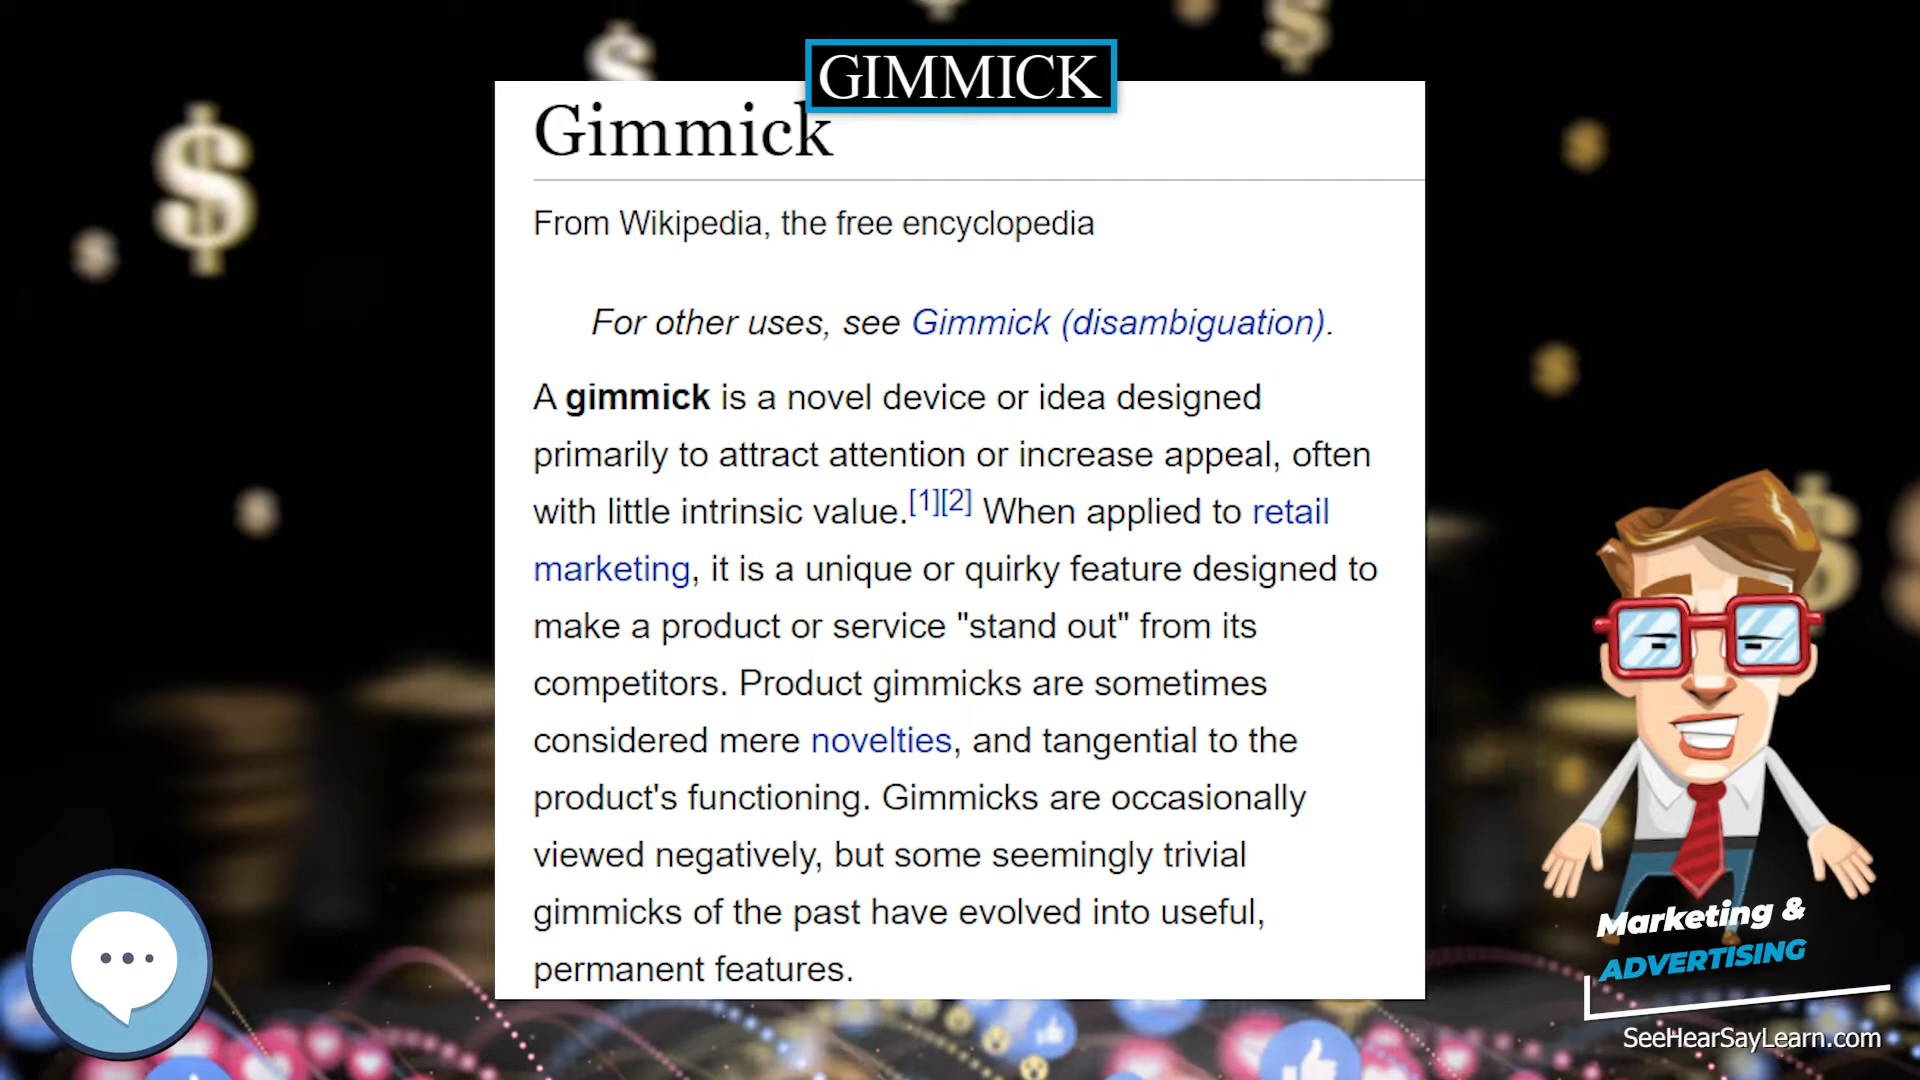 GIMMICK
Gimmick
From Wikipedia, the free encyclopedia
For other uses, see Gimmick (disambiguation).
A gimmick is a novel device or idea designed
primarily to attract attention or increase appeal, often
with little intrinsic value.[1][2] When applied to retail
marketing, it is a unique or quirky feature designed to
make a product or service "stand out" from its
competitors. Product gimmicks are sometimes
considered mere novelties, and tangential to the
product's functioning. Gimmicks are occasionally
viewed negatively, but some seemingly trivial
gimmicks of the past have evolved into useful,
permanent features.
Marketing &
ADVERTISING
SeeHearSayLearn.com